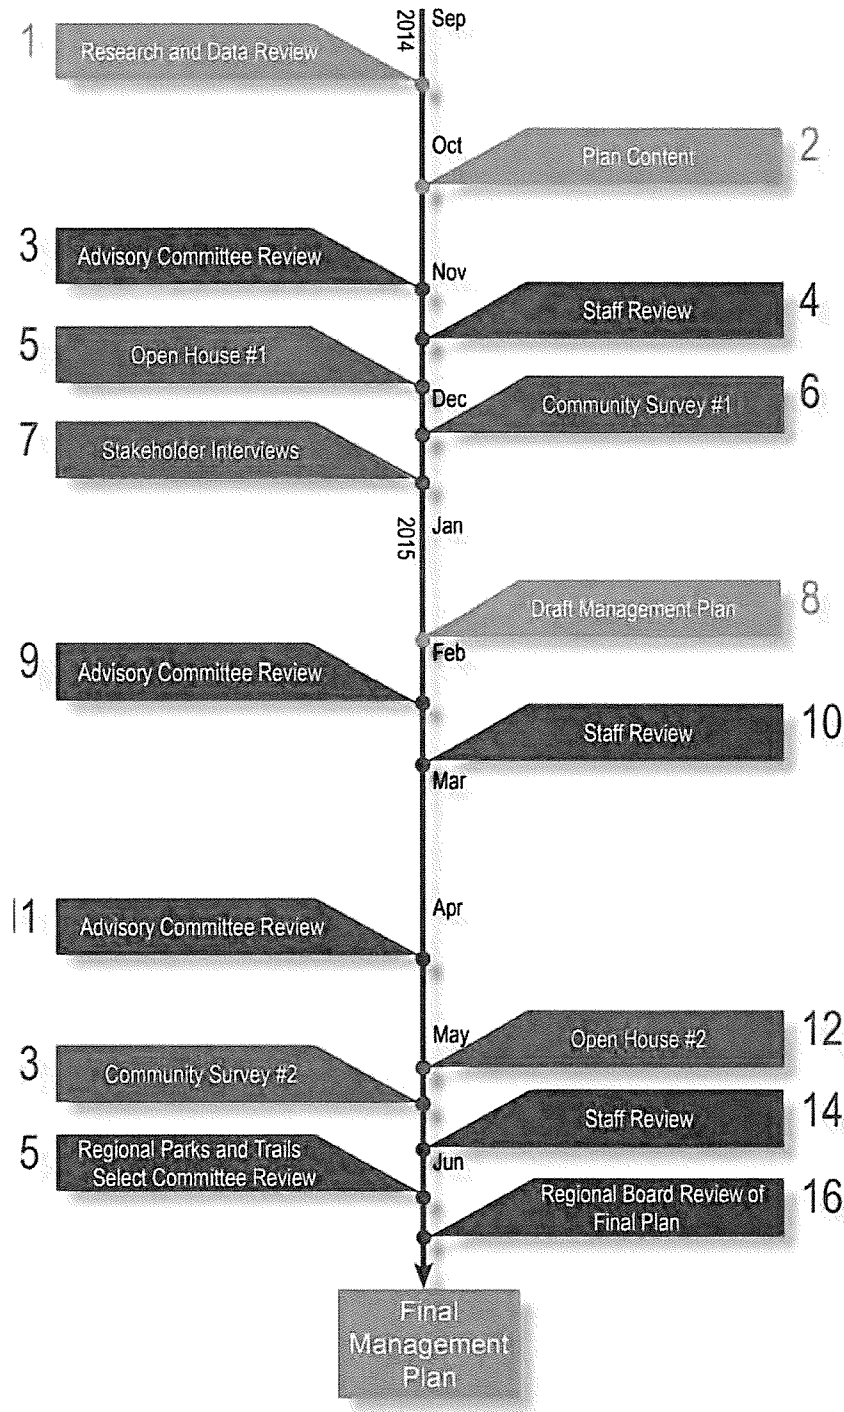 2014
Sep
1
Research and Data Review
Oct
Plan Content
2
3
Advisory Committee Review
Nov
Staff Review
4
5
Open House #1
Dec
Community Survey #1
6
7
Stakeholder Interviews
2015
Jan
Draft Management Plan
8
Feb
9
Advisory Committee Review
Staff Review
10
Mar
11
Advisory Committee Review
Apr
May
Open House #2
12
3
Community Survey #2
Staff Review
14
5
Regional Parks and Trails
Select Committee Review
Jun
Regional Board Review of
Final Plan
16
Final
Management
Plan